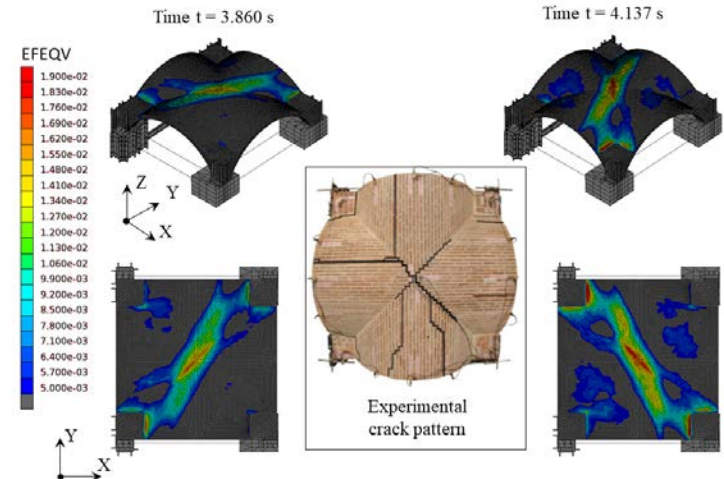 Time t = 3.860 s
Time t = 4.137 s
EFEQV
1.900e-02
1.830e-02
1.760e-02
1.690e-02
1.620e-02
1.550e-02
1.480e-02
1.410e-02
1.340e-02
1.270e-02
1.200e-02
1.130e-02
1.060e-02
9.900e-03
9.200e-03
8.500e-03
7.800e-03
7.100e-03
6.400e-03
5.700e-03
5.000e-03
Z
Y
X
Experimental
crack pattern
Y
X